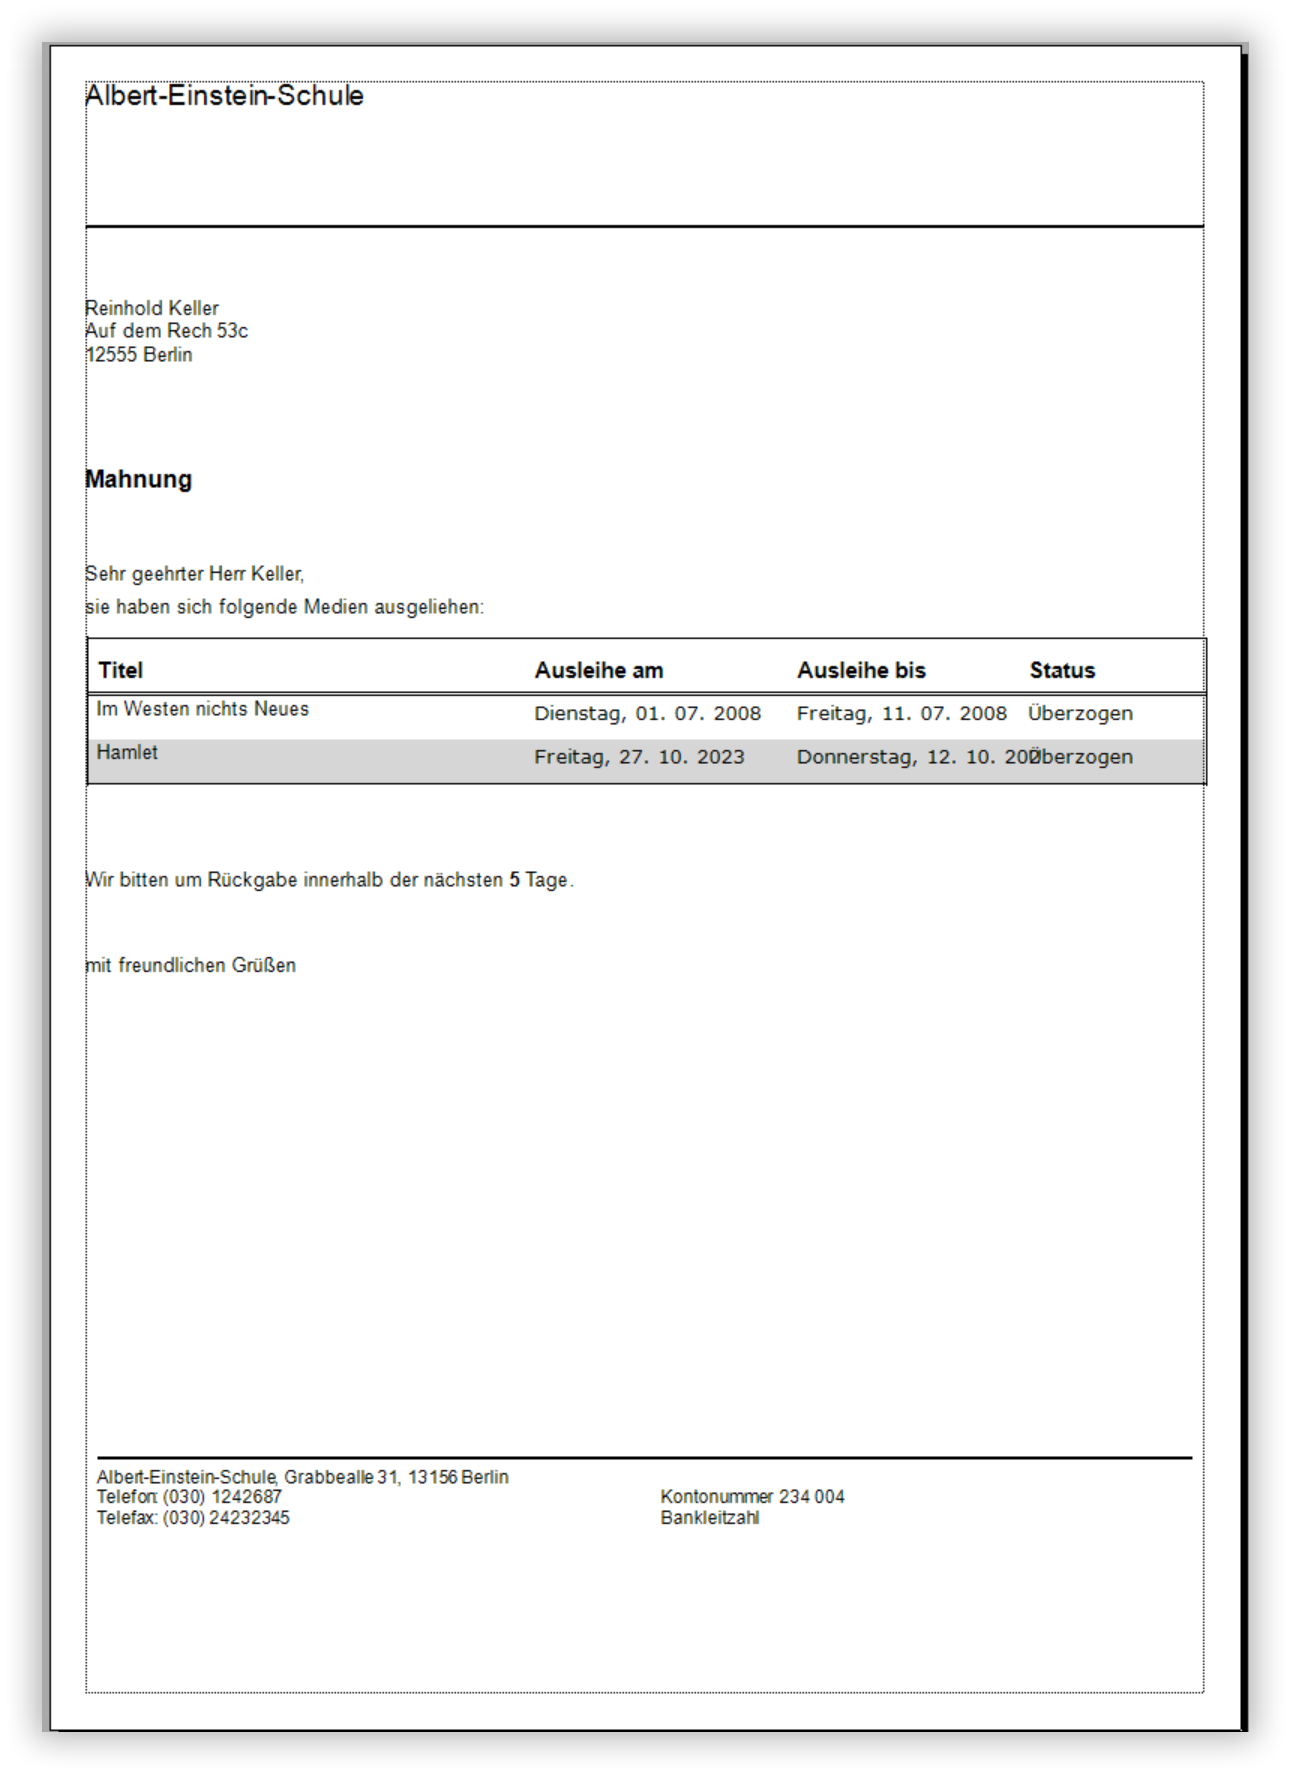 Albert-Einstein-Schule
Reinhold Keller
Auf dem Rech 53c
12555 Berlin
Mahnung
Sehr geehrter Herr Keller,
sie haben sich folgende Medien ausgeliehen:
Titel Ausleihe am Ausleihe bis Status
Im Westen nichts Neues Dienstag, 01. 07. 2008 Freitag, 11. 07. 2008 Überzogen
Hamlet Freitag, 27. 10. 2023 Donnerstag, 12. 10. Überzogen
Wir bitten um Rückgabe innerhalb der nächsten 5 Tage.
mit freundlichen Grüßen
Albert-Einstein-Schule, Grabbealle 31, 13156 Berlin
Telefon: (030) 1242687 Kontonummer 234 004
Telefax: (030) 24232345 Bankleitzahl